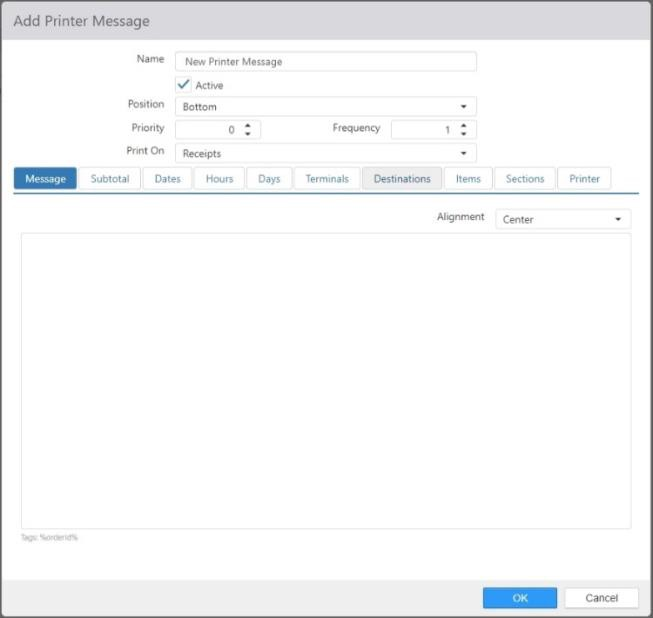 Add Printer Message
Name New Printer Message
Active
Position Bottom
Priority 0 Frequency 1
Print On Receipts
Message Subtotal Dates Hours Days Terminals Destinations Items Sections Printer
Alignment Center
Tags: %orderid%
OK Cancel